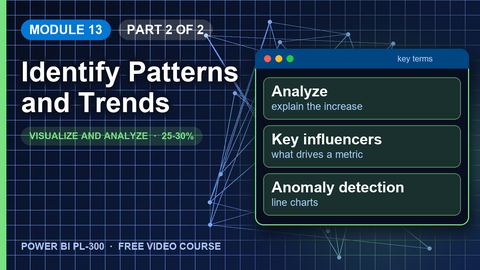 MODULE 13
PART 2 OF 2
Identify Patterns
and Trends
VISUALIZE AND ANALYZE · 25-30%
POWER BI PL-300 · FREE VIDEO COURSE
key terms
Analyze
explain the increase
Key influencers
what drives a metric
Anomaly detection
line charts